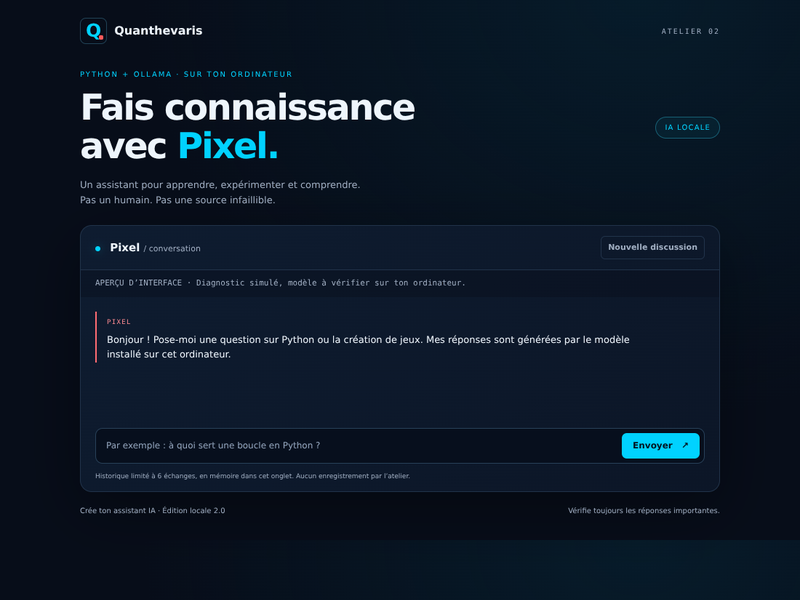 Q
Quanthevaris
ATELIER 02
PYTHON + OLLAMA · SUR TON ORDINATEUR
Fais connaissance
avec Pixel.
IA LOCALE
Un assistant pour apprendre, expérimenter et comprendre.
Pas un humain. Pas une source infaillible.
Pixel / conversation
Nouvelle discussion
APERÇU D’INTERFACE · Diagnostic simulé, modèle à vérifier sur ton ordinateur.
PIXEL
Bonjour ! Pose-moi une question sur Python ou la création de jeux. Mes réponses sont générées par le modèle
installé sur cet ordinateur.
Par exemple : à quoi sert une boucle en Python ?
Envoyer ↗
Historique limité à 6 échanges, en mémoire dans cet onglet. Aucun enregistrement par l’atelier.
Crée ton assistant IA · Édition locale 2.0
Vérifie toujours les réponses importantes.